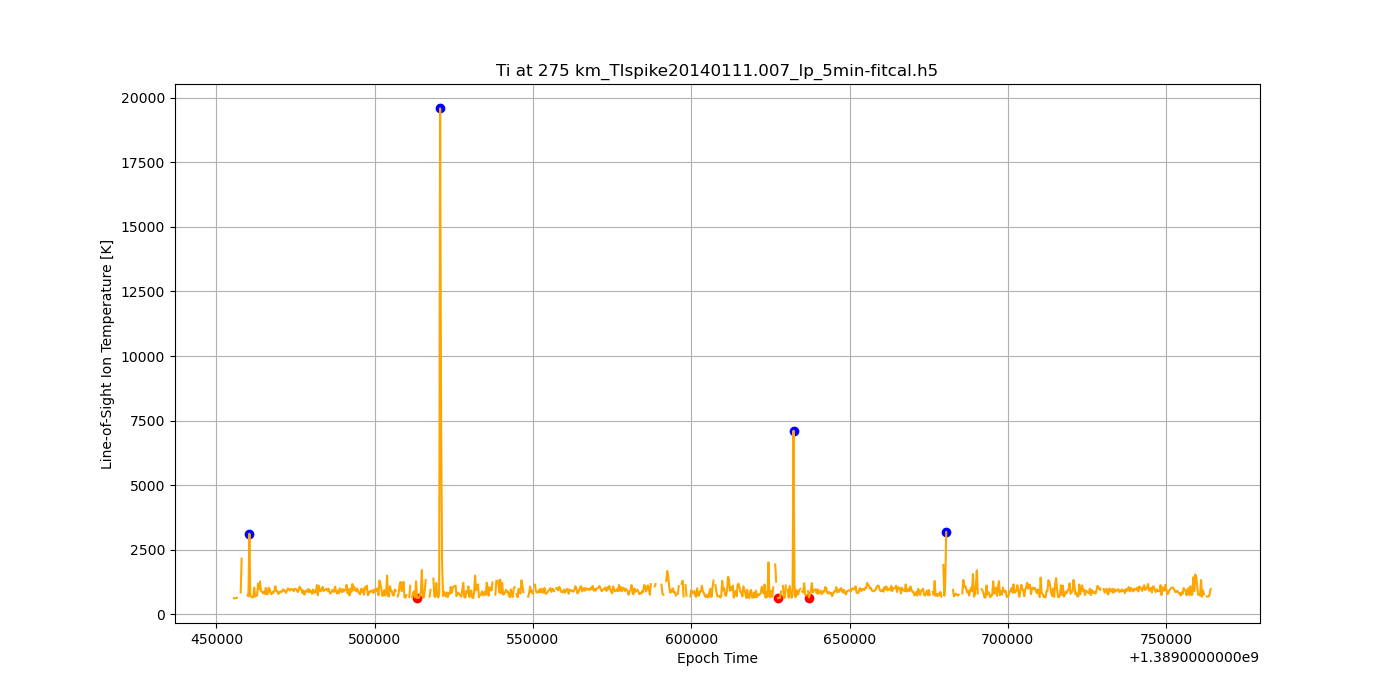 Ti at 275 km_TIspike20140111.007_lp_5min-fitcal.h5
Line-of-Sight Ion Temperature [K]
20000
17500
15000
12500
10000
7500
5000
2500
0
450000 500000 550000 600000 650000 700000 750000
Epoch Time
+1.3890000000e9